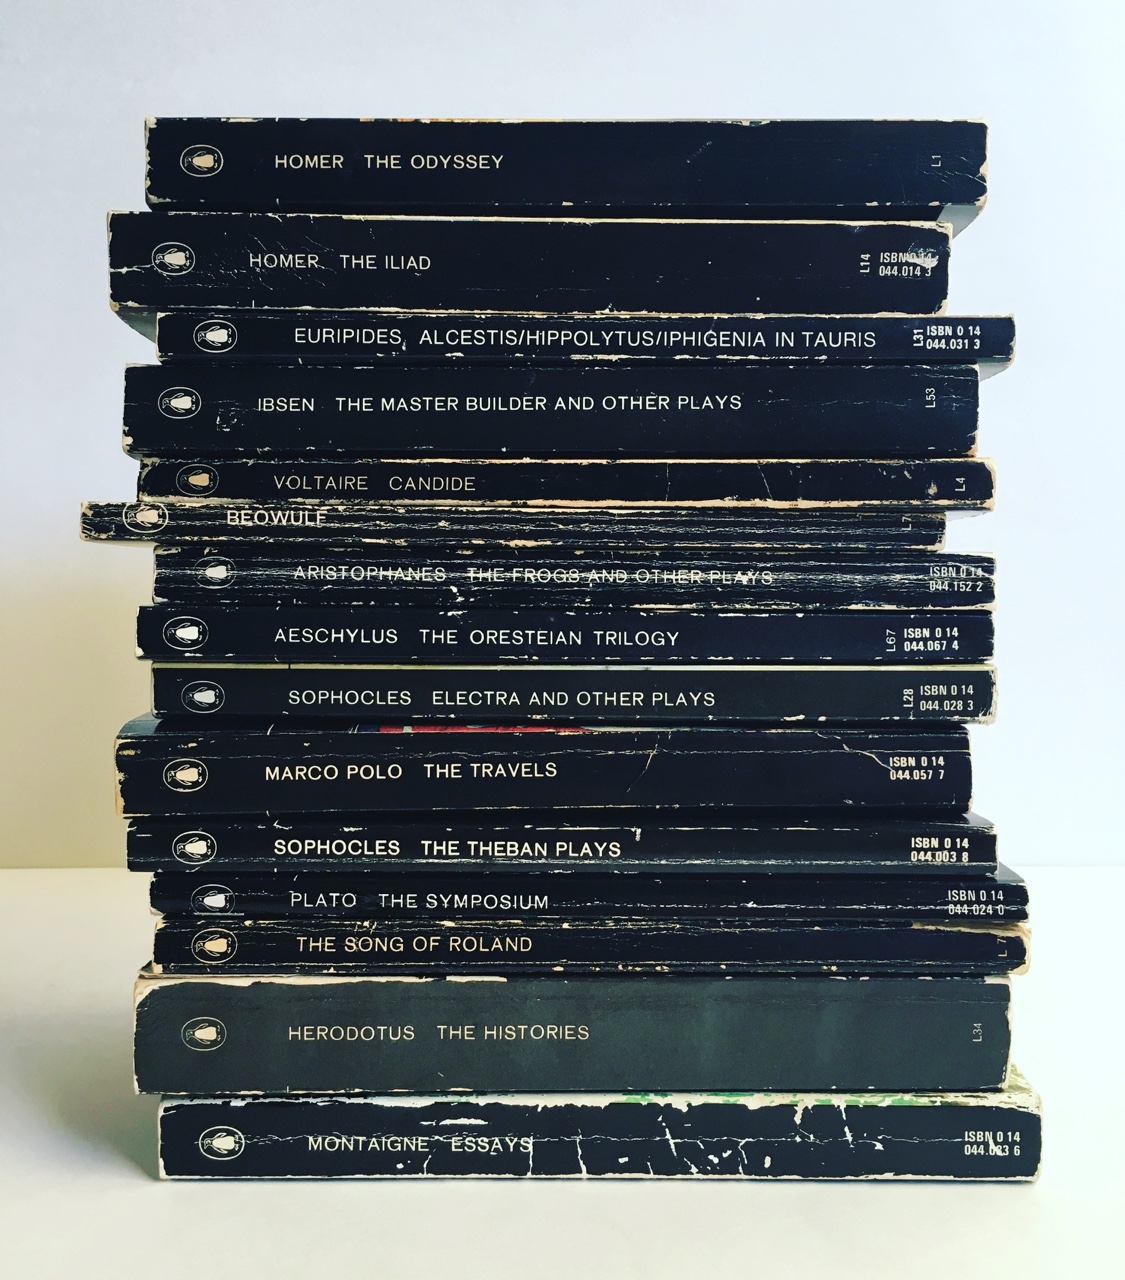 HOMER THE ODYSSEY L1
HOMER THE ILIAD L14 ISBN 0 14
044.014 3
EURIPIDES, ALCESTIS/HIPPOLYTUS/IPHIGENIA IN TAURIS L31 ISBN 0 14
044.031 3
IBSEN THE MASTER BUILDER AND OTHER PLAYS L53
VOLTAIRE CANDIDE L4
BEOWULF
ARISTOPHANES THE FROGS AND OTHER PLAYS ISBN 0 14
044.152 2
AESCHYLUS THE ORESTEIAN TRILOGY L67 ISBN 0 14
044.067 4
SOPHOCLES ELECTRA AND OTHER PLAYS L28 ISBN 0 14
044.028 3
MARCO POLO THE TRAVELS ISBN 0 14
044.057 7
SOPHOCLES THE THEBAN PLAYS ISBN 0 14
044.003 8
PLATO THE SYMPOSIUM ISBN 0 14
044.024 0
THE SONG OF ROLAND
HERODOTUS THE HISTORIES L34
MONTAIGNE ESSAYS ISBN 0 14
044.083 6